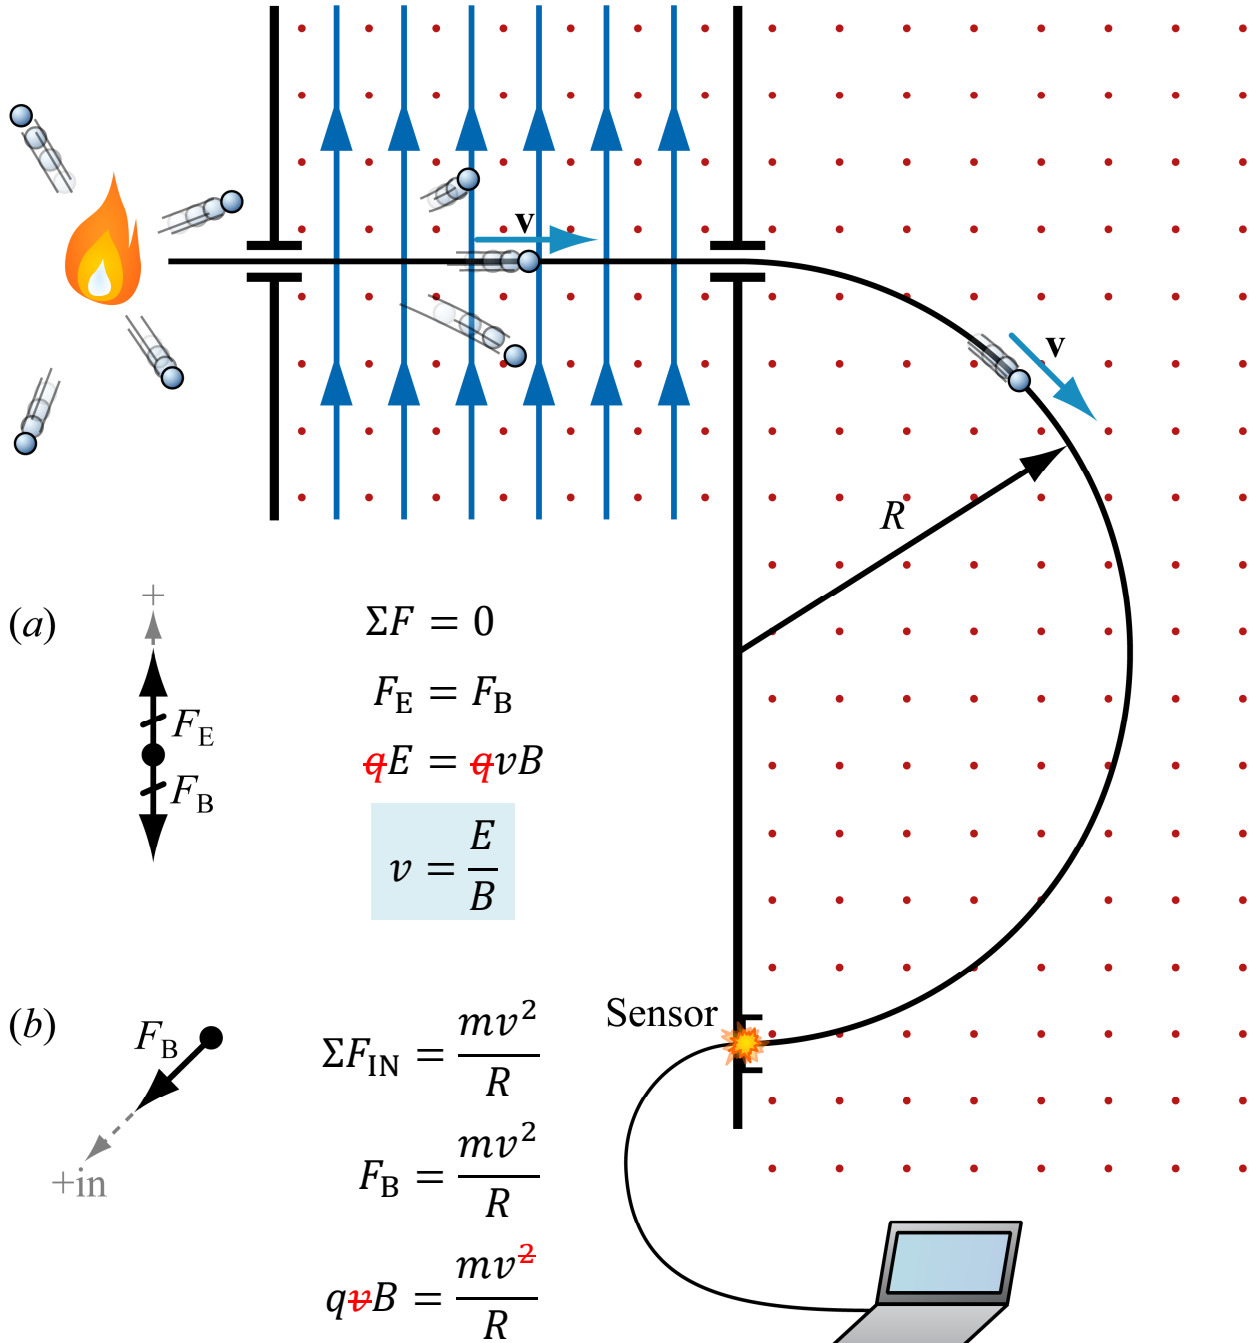 v
v
R
(a)
+
F_E
F_B
ΣF = 0
F_E = F_B
qE = qvB
v = E/B
Sensor
(b)
F_B
+in
ΣF_IN = mv²/R
F_B = mv²/R
qvB = mv²/R